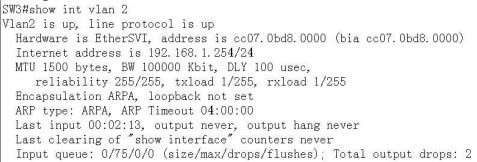 SW3#show int vlan 2
Vlan2 is up, line protocol is up
Hardware is EtherSVI, address is cc07.0bd8.0000 (bia cc07.0bd8.0000)
Internet address is 192.168.1.254/24
MTU 1500 bytes, BW 100000 Kbit, DLY 100 usec,
reliability 255/255, txload 1/255, rxload 1/255
Encapsulation ARPA, loopback not set
ARP type: ARPA, ARP Timeout 04:00:00
Last input 00:02:13, output never, output hang never
Last clearing of "show interface" counters never
Input queue: 0/75/0/0 (size/max/drops/flushes); Total output drops: 2